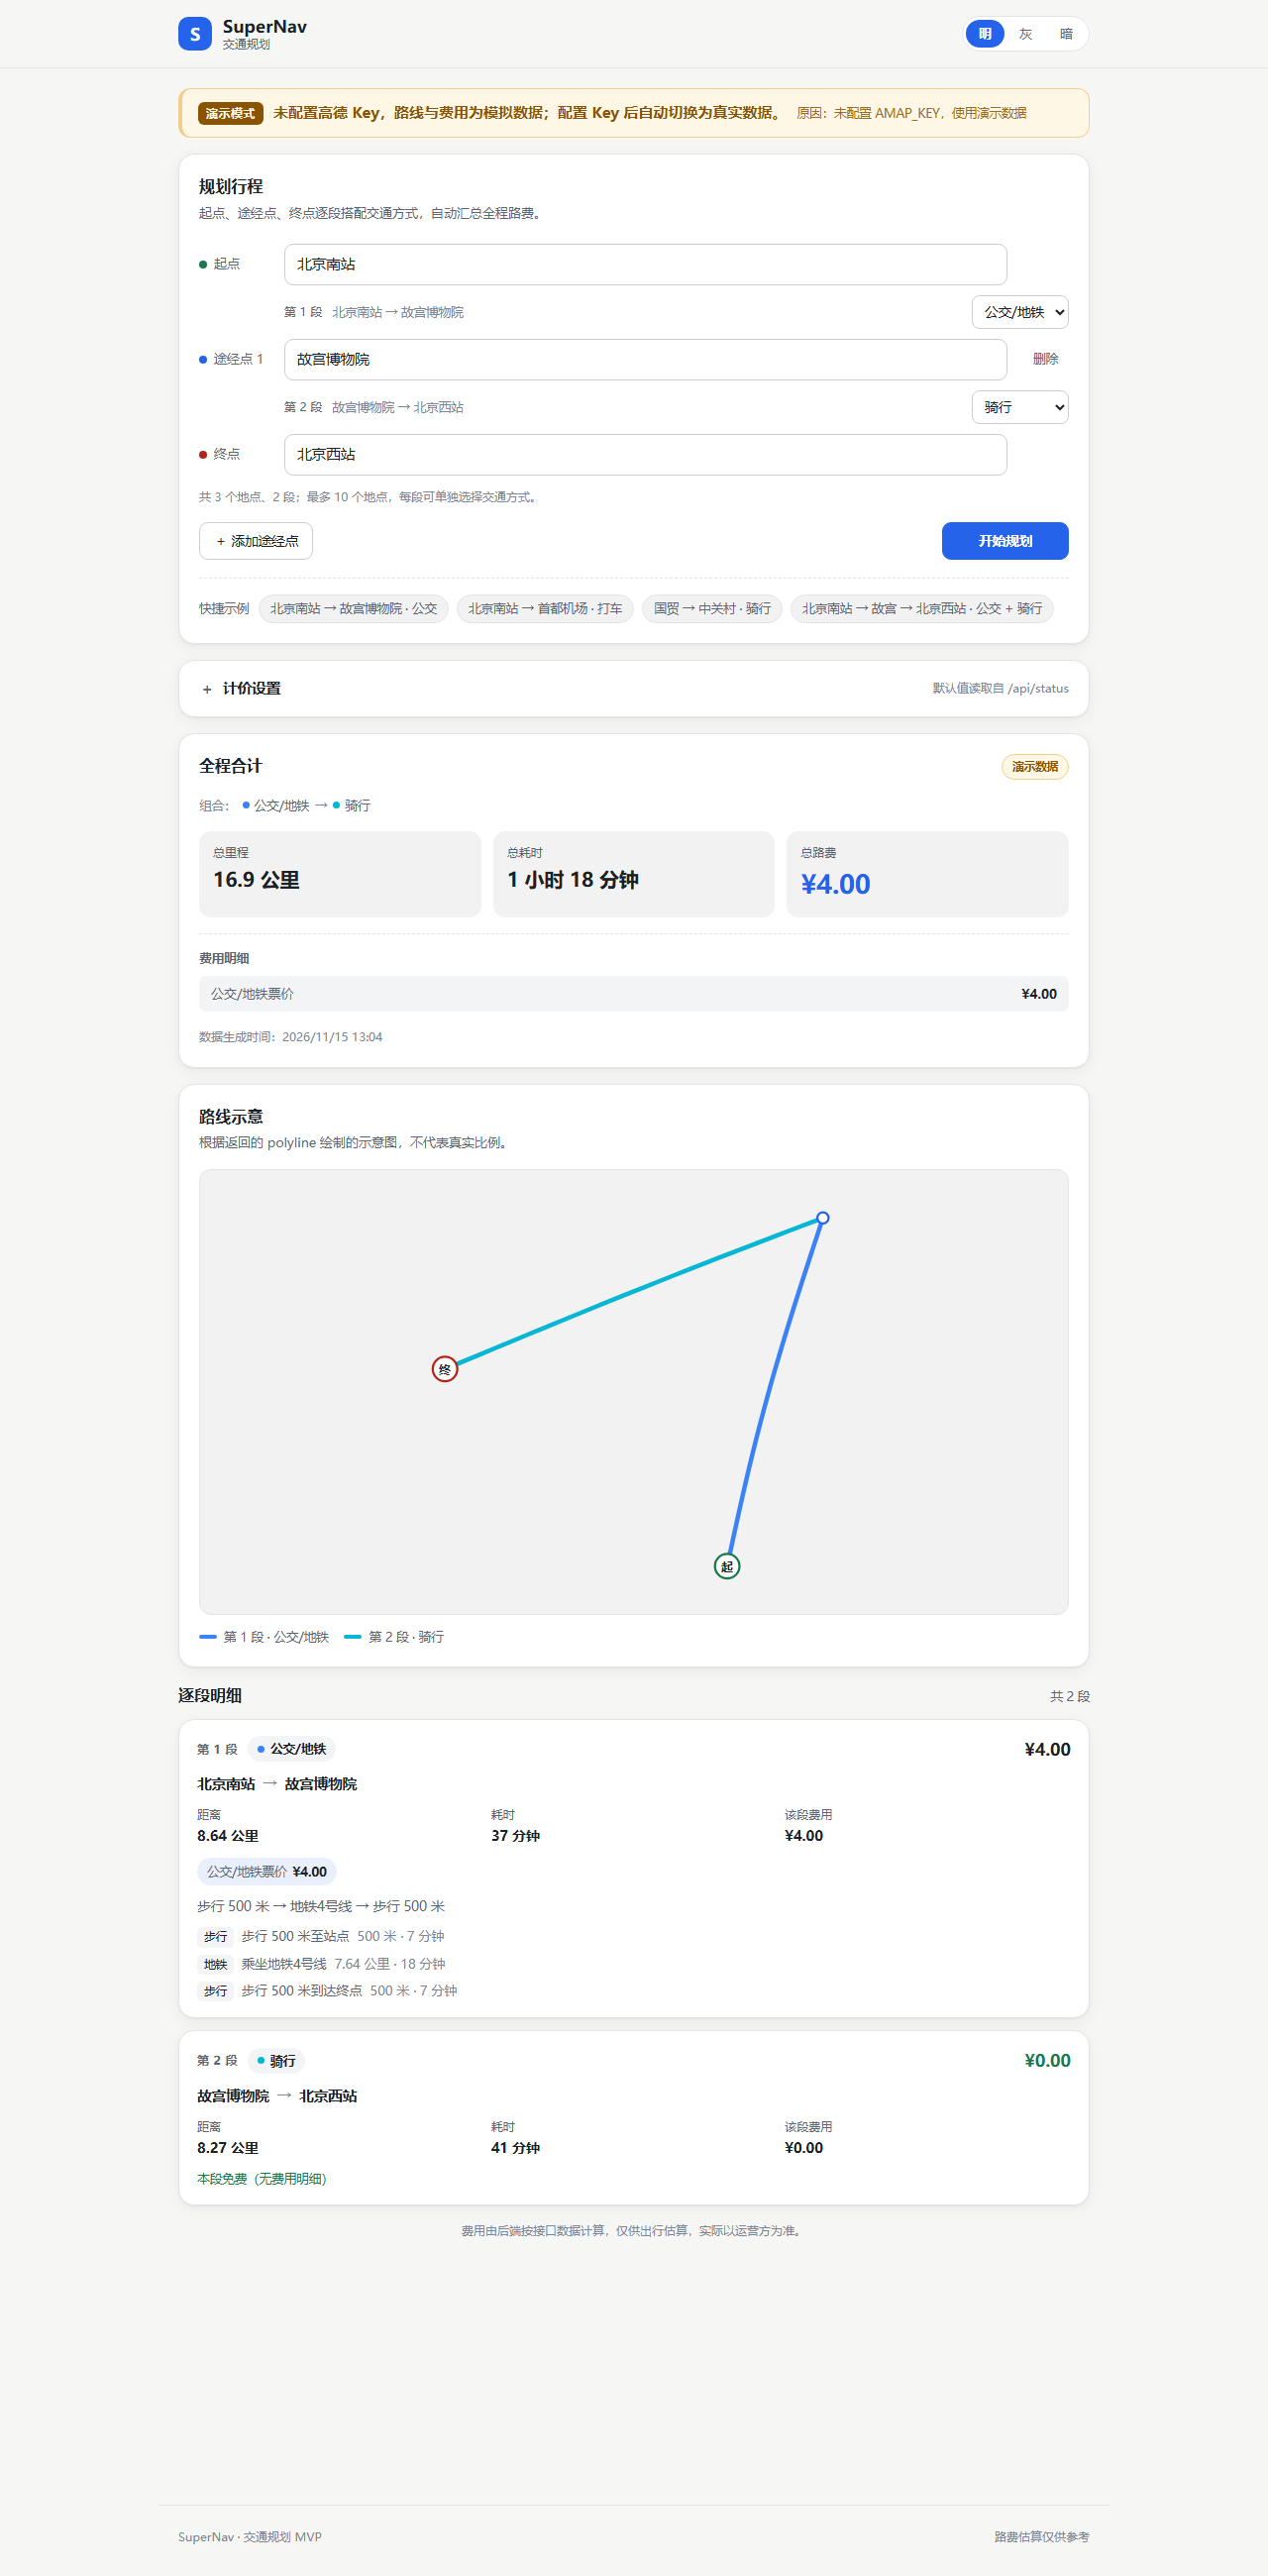 S
SuperNav
交通规划
明 灰 暗
演示模式 未配置高德 Key，路线与费用为模拟数据；配置 Key 后自动切换为真实数据。 原因：未配置 AMAP_KEY，使用演示数据
规划行程
起点、途经点、终点逐段搭配交通方式，自动汇总全程路费。
起点 北京南站
第 1 段 北京南站 → 故宫博物院 公交/地铁
途经点 1 故宫博物院 删除
第 2 段 故宫博物院 → 北京西站 骑行
终点 北京西站
共 3 个地点、2 段；最多 10 个地点，每段可单独选择交通方式。
+ 添加途经点 开始规划
快捷示例 北京南站 → 故宫博物院 · 公交 北京南站 → 首都机场 · 打车 国贸 → 中关村 · 骑行 北京南站 → 故宫 → 北京西站 · 公交 + 骑行
+ 计价设置 默认值读取自 /api/status
全程合计 演示数据
组合： 公交/地铁 → 骑行
总里程 总耗时 总路费
16.9 公里 1 小时 18 分钟 ¥4.00
费用明细
公交/地铁票价 ¥4.00
数据生成时间：2026/11/15 13:04
路线示意
根据返回的 polyline 绘制的示意图，不代表真实比例。
终
起
第 1 段 · 公交/地铁 第 2 段 · 骑行
逐段明细 共 2 段
第 1 段 公交/地铁 ¥4.00
北京南站 → 故宫博物院
距离 耗时 该段费用
8.64 公里 37 分钟 ¥4.00
公交/地铁票价 ¥4.00
步行 500 米 → 地铁4号线 → 步行 500 米
步行 步行 500 米至站点 500 米 · 7 分钟
地铁 乘坐地铁4号线 7.64 公里 · 18 分钟
步行 步行 500 米到达终点 500 米 · 7 分钟
第 2 段 骑行 ¥0.00
故宫博物院 → 北京西站
距离 耗时 该段费用
8.27 公里 41 分钟 ¥0.00
本段免费（无费用明细）
费用由后端按接口数据计算，仅供出行估算，实际以运营方为准。
SuperNav · 交通规划 MVP 路费估算仅供参考